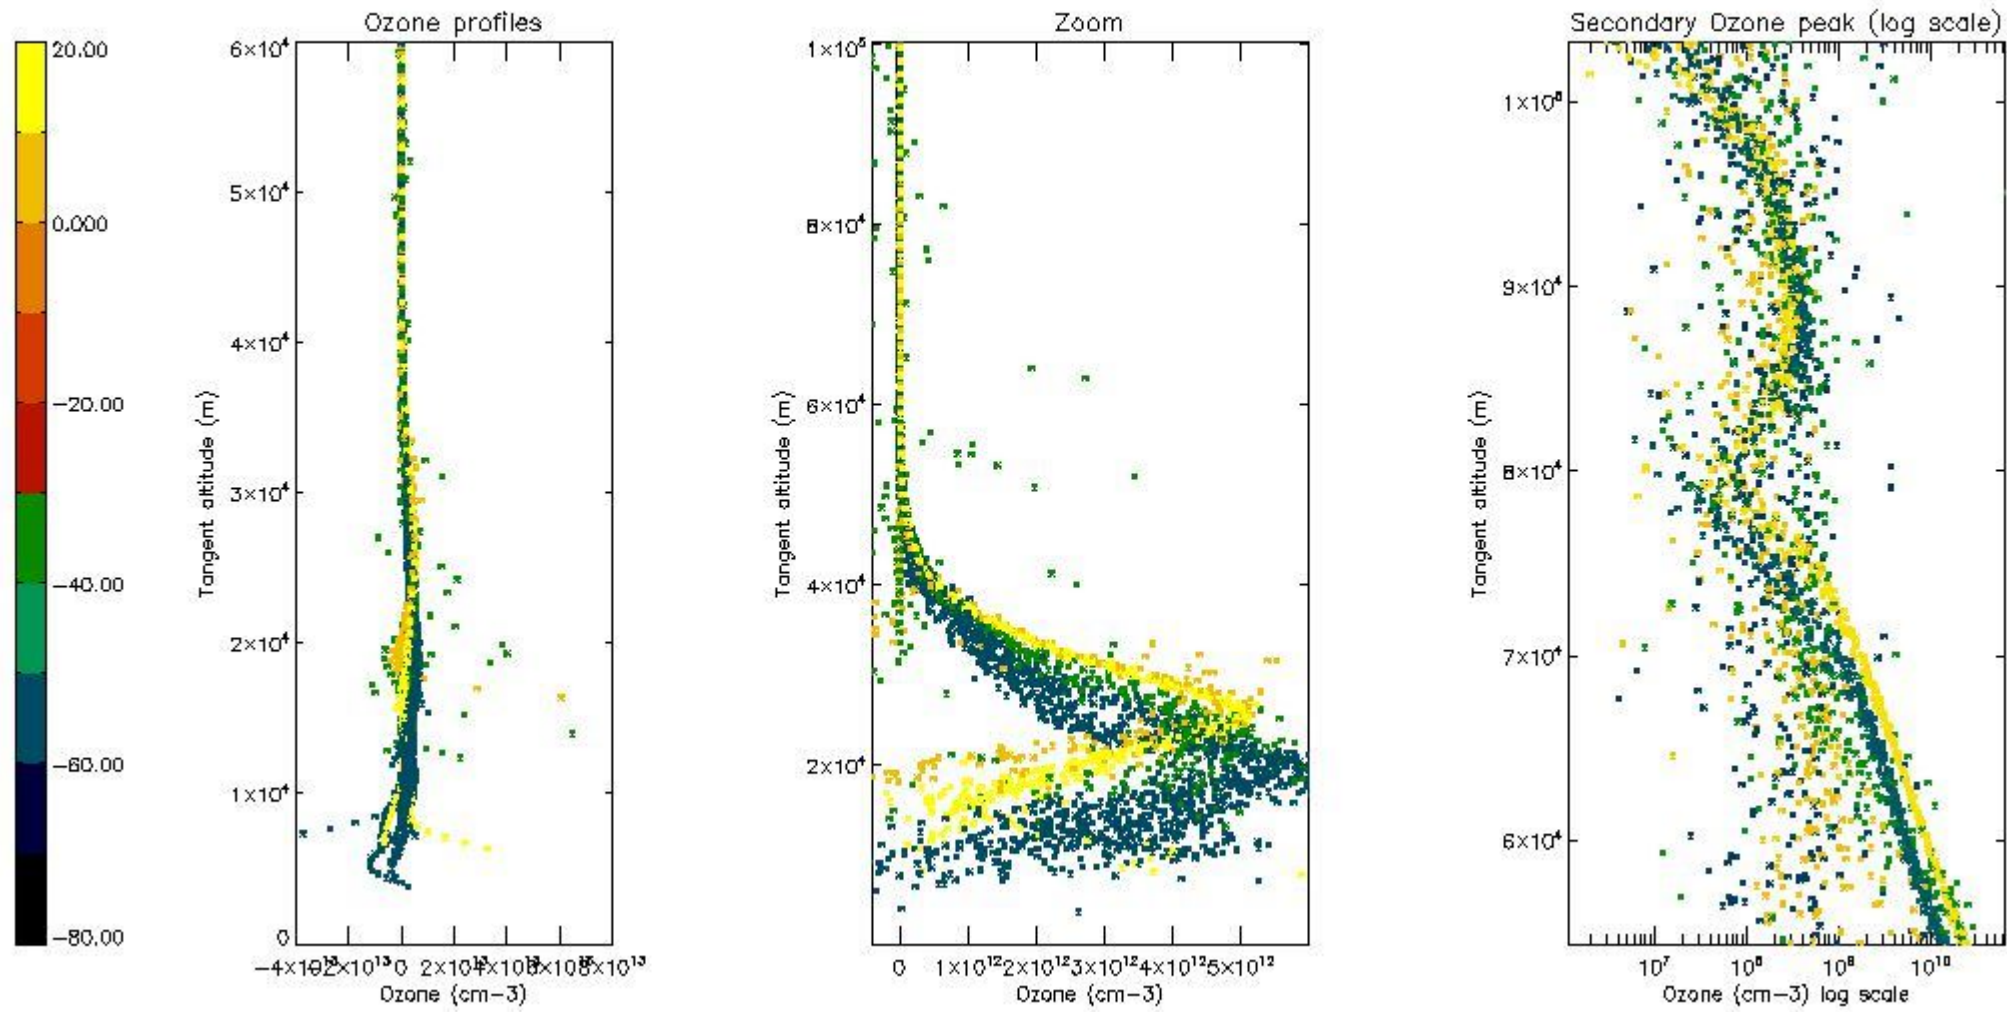 Ozone profiles
Zoom
Secondary Ozone peak (log scale)
20.00
0.000
−20.00
−40.00
−60.00
−80.00
6×10⁴
5×10⁴
4×10⁴
3×10⁴
2×10⁴
1×10⁴
0
Tangent altitude (m)
0
Ozone (cm−3)
1×10⁵
8×10⁴
6×10⁴
4×10⁴
2×10⁴
Tangent altitude (m)
0 1×10¹² 2×10¹² 3×10¹² 4×10¹² 5×10¹²
Ozone (cm−3)
1×10⁵
9×10⁴
8×10⁴
7×10⁴
6×10⁴
Tangent altitude (m)
10⁷ 10⁸ 10⁹ 10¹⁰
Ozone (cm−3) log scale